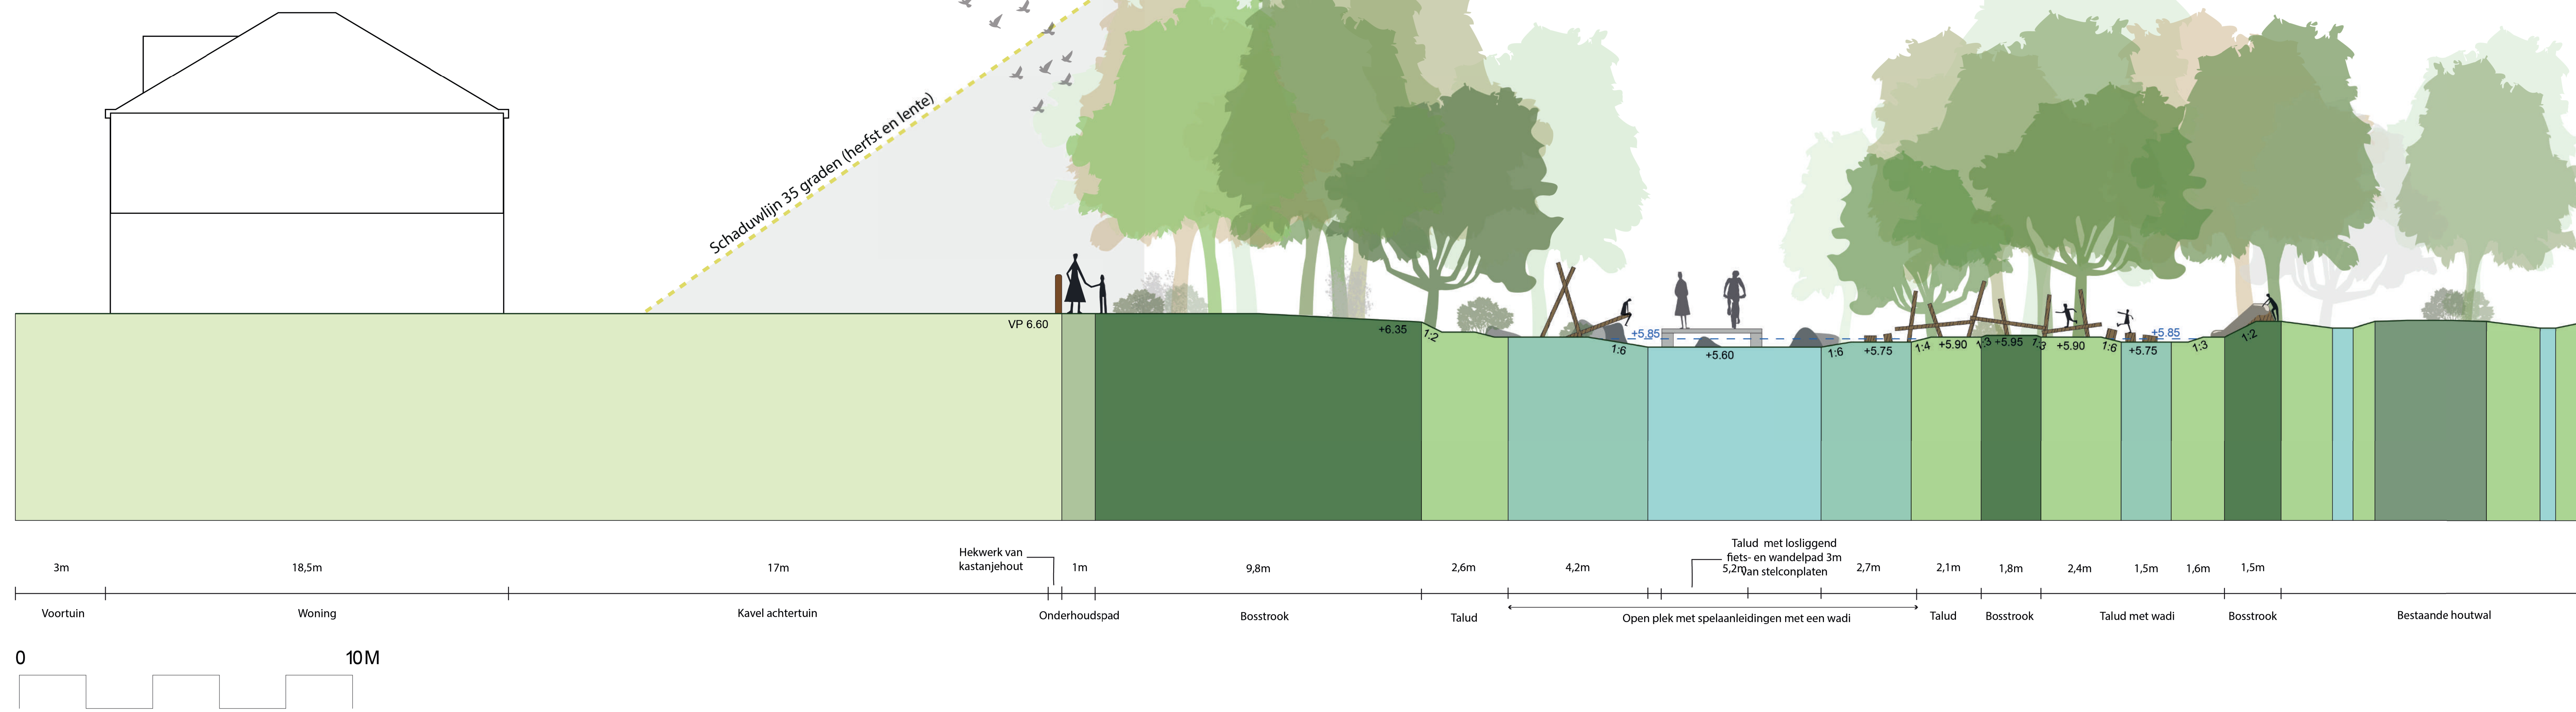 Schaduwlijn 35 graden (herfst en lente)
VP 6.60
+6.35
1:2
1:6
+5.85
+5.60
1:6
+5.75
1:4
+5.90
1:3
+5.95
1:3
+5.90
1:6
+5.75
+5.85
1:3
1:2
Hekwerk van
kastanjehout
Talud met losliggend
fiets- en wandelpad 3m
van stelconplaten
3m
18,5m
17m
1m
9,8m
2,6m
4,2m
5,2m
2,7m
2,1m
1,8m
2,4m
1,5m
1,6m
1,5m
Voortuin
Woning
Kavel achtertuin
Onderhoudspad
Bosstrook
Talud
Open plek met spelaanleidingen met een wadi
Talud
Bosstrook
Talud met wadi
Bosstrook
Bestaande houtwal
0
10M